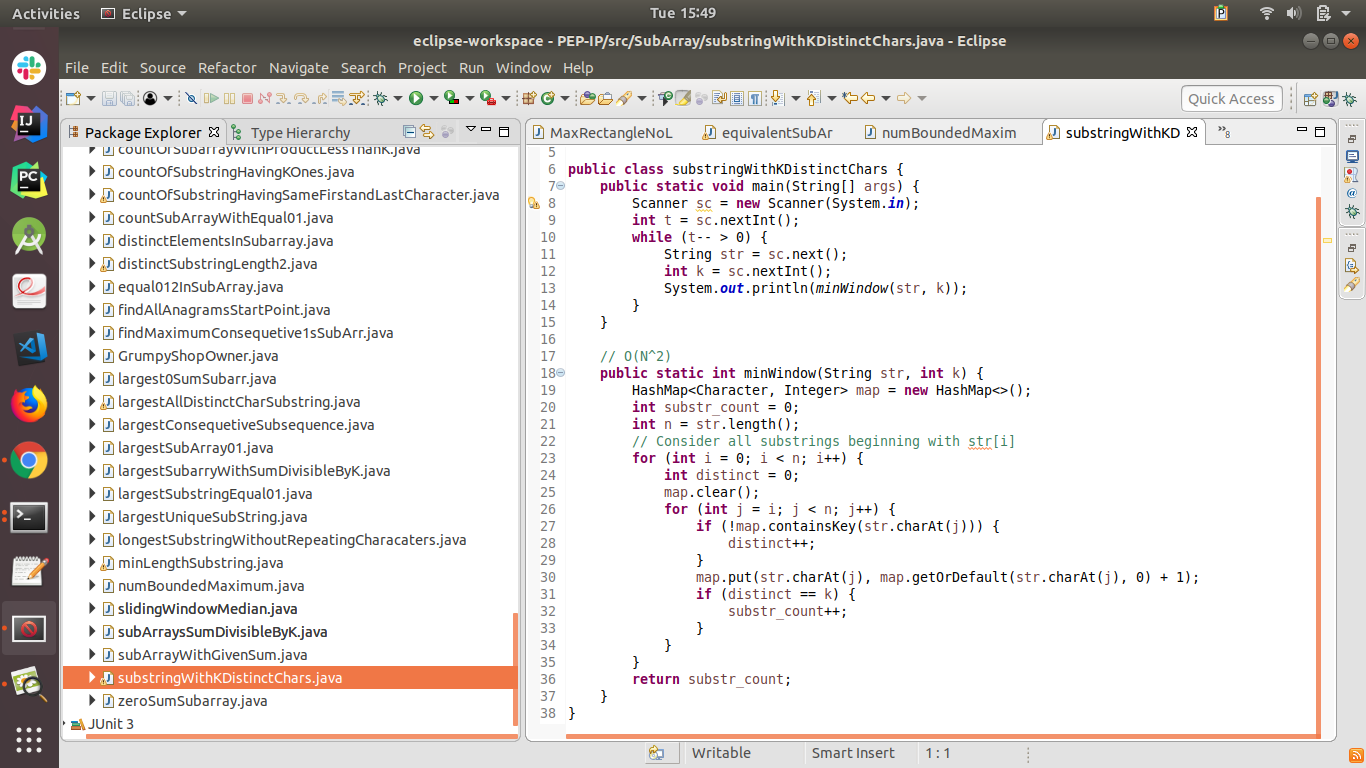 Activities Eclipse Tue 15:49
eclipse-workspace - PEP-IP/src/SubArray/substringWithKDistinctChars.java - Eclipse
File Edit Source Refactor Navigate Search Project Run Window Help
Quick Access
Package Explorer Type Hierarchy
countOfSubarrayWithProductLessThanK.java
countOfSubstringHavingKOnes.java
countOfSubstringHavingSameFirstandLastCharacter.java
countSubArrayWithEqual01.java
distinctElementsInSubarray.java
distinctSubstringLength2.java
equal012InSubArray.java
findAllAnagramsStartPoint.java
findMaximumConsequetive1sSubArr.java
GrumpyShopOwner.java
largest0SumSubarr.java
largestAllDistinctCharSubstring.java
largestConsequetiveSubsequence.java
largestSubArray01.java
largestSubarryWithSumDivisibleByK.java
largestSubstringEqual01.java
largestUniqueSubString.java
longestSubstringWithoutRepeatingCharacaters.java
minLengthSubstring.java
numBoundedMaximum.java
slidingWindowMedian.java
subArraysSumDivisibleByK.java
subArrayWithGivenSum.java
substringWithKDistinctChars.java
zeroSumSubarray.java
JUnit 3
MaxRectangleNoL equivalentSubAr numBoundedMaxim substringWithKD »8
5
6 public class substringWithKDistinctChars {
7 public static void main(String[] args) {
8 Scanner sc = new Scanner(System.in);
9 int t = sc.nextInt();
10 while (t-- > 0) {
11 String str = sc.next();
12 int k = sc.nextInt();
13 System.out.println(minWindow(str, k));
14 }
15 }
16
17 // O(N^2)
18 public static int minWindow(String str, int k) {
19 HashMap<Character, Integer> map = new HashMap<>();
20 int substr_count = 0;
21 int n = str.length();
22 // Consider all substrings beginning with str[i]
23 for (int i = 0; i < n; i++) {
24 int distinct = 0;
25 map.clear();
26 for (int j = i; j < n; j++) {
27 if (!map.containsKey(str.charAt(j))) {
28 distinct++;
29 }
30 map.put(str.charAt(j), map.getOrDefault(str.charAt(j), 0) + 1);
31 if (distinct == k) {
32 substr_count++;
33 }
34 }
35 }
36 return substr_count;
37 }
38 }
Writable Smart Insert 1 : 1